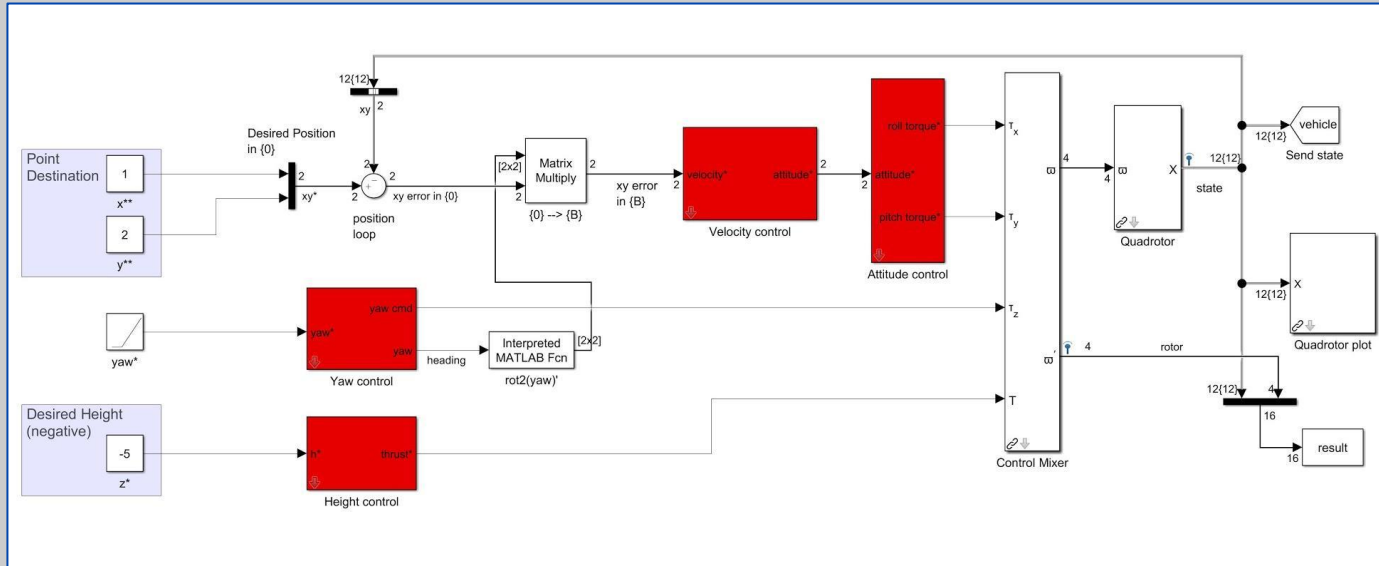 12{12}
xy 2
Desired Position
in {0}
Point
Destination
1
x**
2
y**
2
xy*
2
2
+
-
2
xy error in {0}
position
loop
[2x2]
2
Matrix
Multiply
{0} --> {B}
2
xy error
in {B}
2
velocity*
attitude*
Velocity control
2
2
attitude*
roll torque*
pitch torque*
Attitude control
τx
τy
τz
T
ϖ
ϖ'
Control Mixer
4
4
ϖ
X
Quadrotor
12{12}
state
12{12}
vehicle
Send state
12{12}
X
Quadrotor plot
yaw*
yaw*
yaw cmd
yaw
Yaw control
heading
Interpreted
MATLAB Fcn
rot2(yaw)'
[2x2]
4
rotor
12{12}
4
16
16
result
Desired Height
(negative)
-5
z*
h*
thrust*
Height control